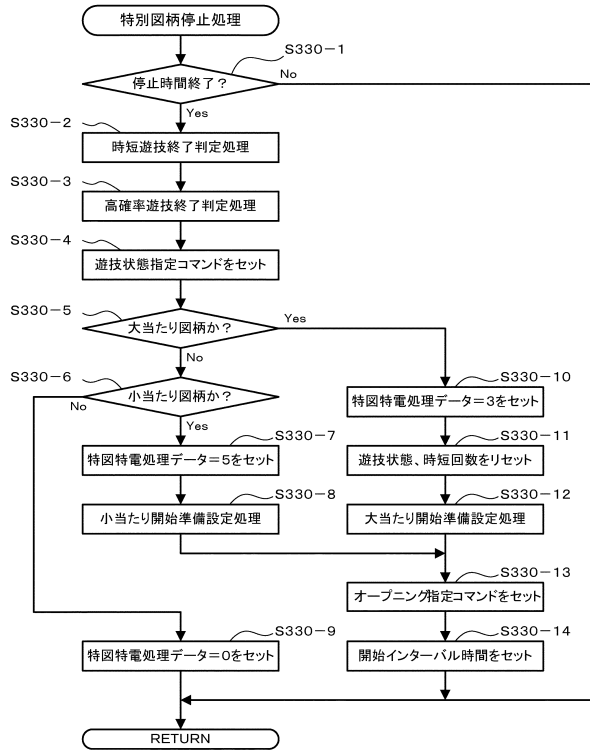 特別図柄停止処理
S330-1
停止時間終了？
No
Yes
S330-2
時短遊技終了判定処理
S330-3
高確率遊技終了判定処理
S330-4
遊技状態指定コマンドをセット
S330-5
大当たり図柄か？
Yes
No
S330-6
小当たり図柄か？
No
Yes
S330-7
特図特電処理データ=5をセット
S330-8
小当たり開始準備設定処理
S330-10
特図特電処理データ=3をセット
S330-11
遊技状態、時短回数をリセット
S330-12
大当たり開始準備設定処理
S330-13
オープニング指定コマンドをセット
S330-9
特図特電処理データ=0をセット
S330-14
開始インターバル時間をセット
RETURN